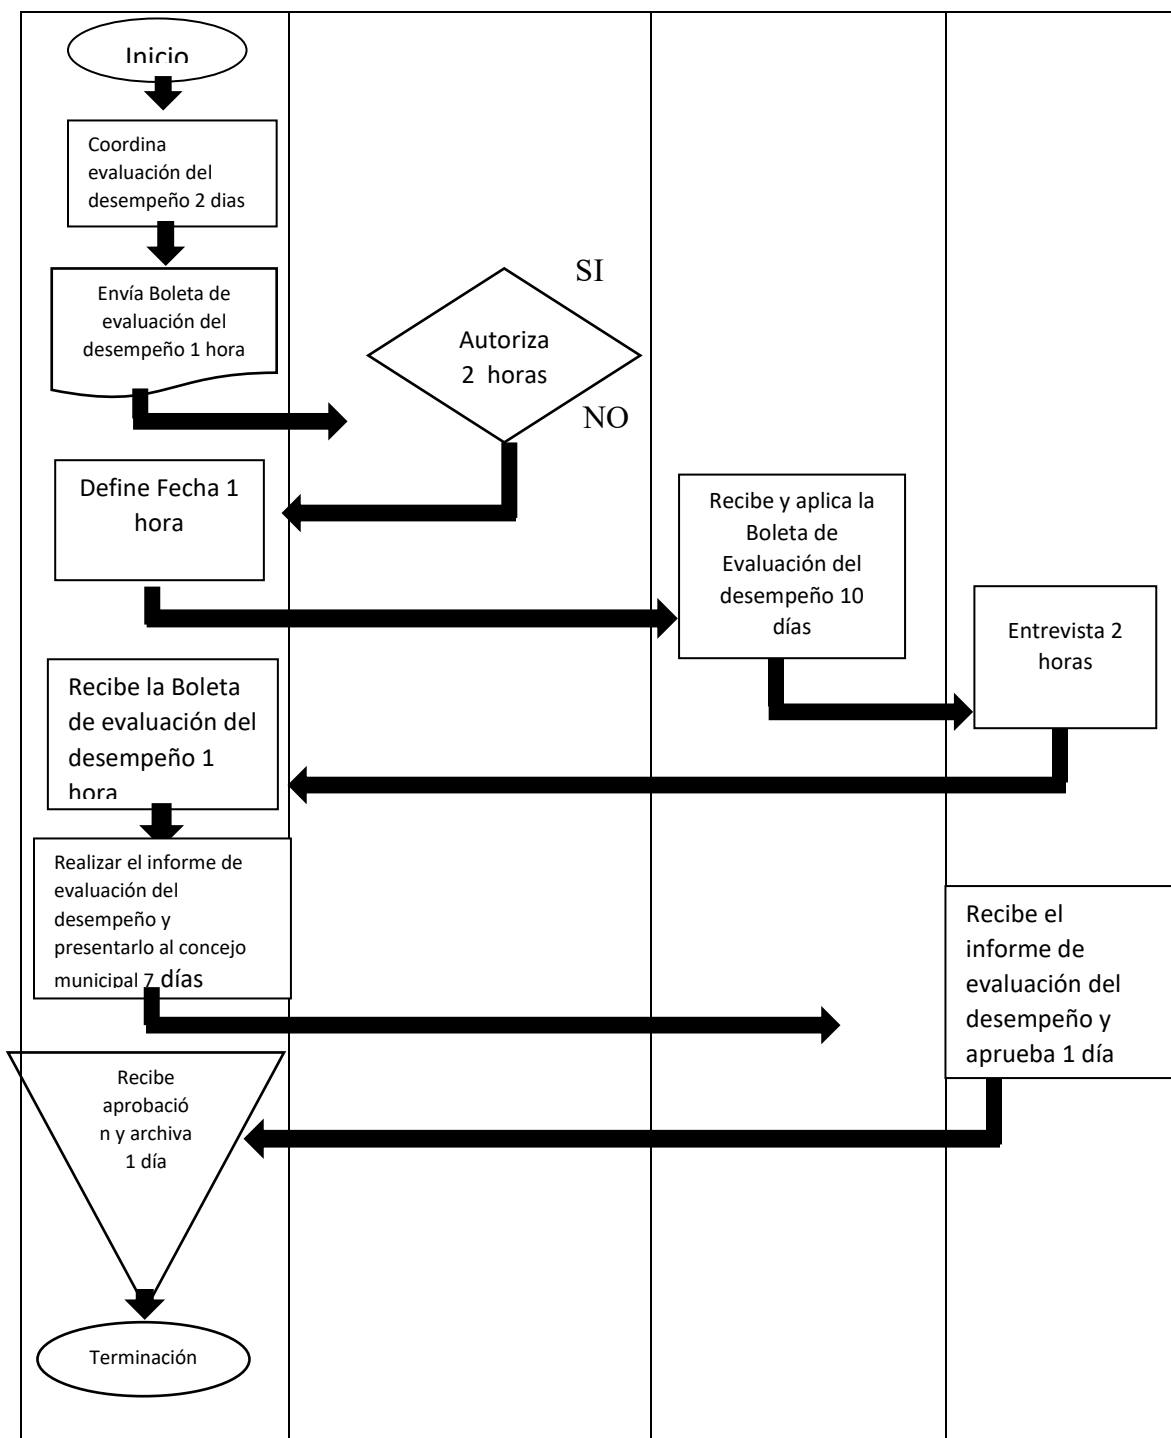 Inicio
Coordina
evaluación del
desempeño 2 dias
Envía Boleta de
evaluación del
desempeño 1 hora
SI
Autoriza
2 horas
NO
Define Fecha 1
hora
Recibe y aplica la
Boleta de
Evaluación del
desempeño 10
días
Entrevista 2
horas
Recibe la Boleta
de evaluación del
desempeño 1
hora
Realizar el informe de
evaluación del
desempeño y
presentarlo al concejo
municipal 7 días
Recibe el
informe de
evaluación del
desempeño y
aprueba 1 día
Recibe
aprobació
n y archiva
1 día
Terminación